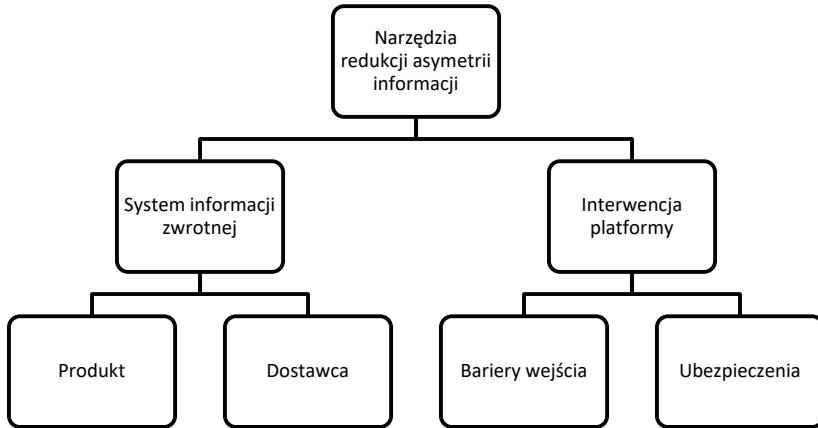 Narzędzia
redukcji asymetrii
informacji
System informacji
zwrotnej
Interwencja
platformy
Produkt
Dostawca
Bariery wejścia
Ubezpieczenia